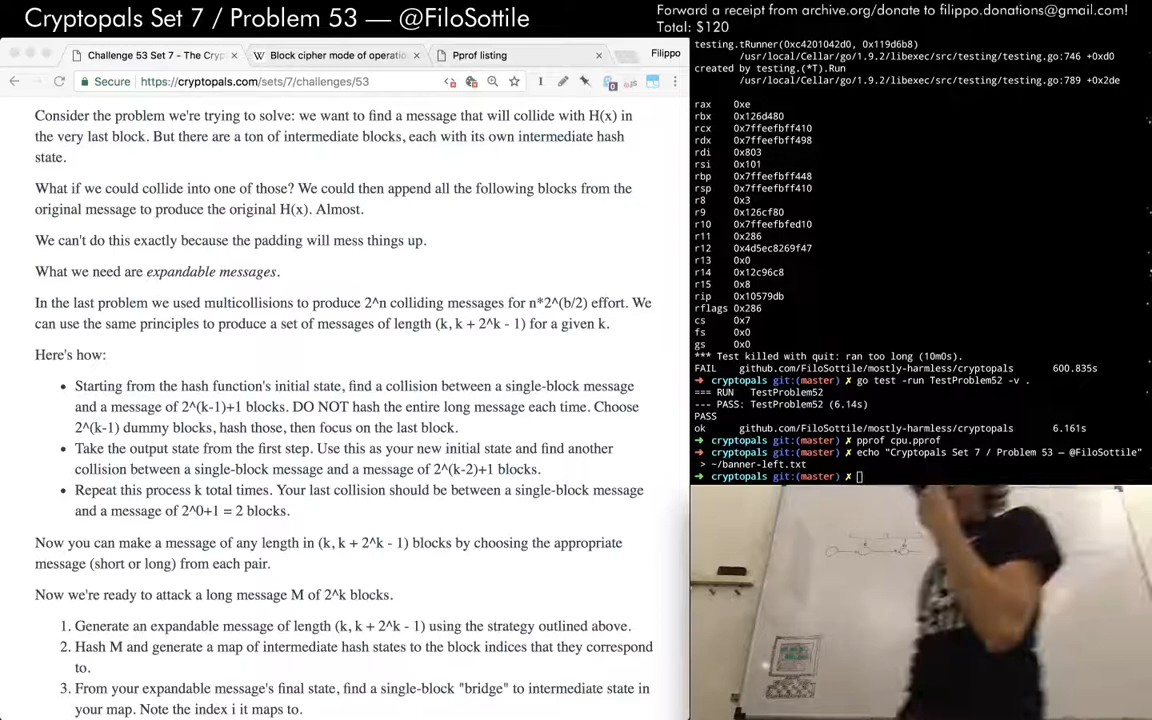 Cryptopals Set 7 / Problem 53 — @FiloSottile
Forward a receipt from archive.org/donate to filippo.donations@gmail.com!
Total: $120
Challenge 53 Set 7 - The Cryp
Block cipher mode of operatio
Pprof listing
Filippo
Secure
https://cryptopals.com/sets/7/challenges/53
Consider the problem we're trying to solve: we want to find a message that will collide with H(x) in
the very last block. But there are a ton of intermediate blocks, each with its own intermediate hash
state.
What if we could collide into one of those? We could then append all the following blocks from the
original message to produce the original H(x). Almost.
We can't do this exactly because the padding will mess things up.
What we need are expandable messages.
In the last problem we used multicollisions to produce 2^n colliding messages for n*2^(b/2) effort. We
can use the same principles to produce a set of messages of length (k, k + 2^k - 1) for a given k.
Here's how:
• Starting from the hash function's initial state, find a collision between a single-block message
and a message of 2^(k-1)+1 blocks. DO NOT hash the entire long message each time. Choose
2^(k-1) dummy blocks, hash those, then focus on the last block.
• Take the output state from the first step. Use this as your new initial state and find another
collision between a single-block message and a message of 2^(k-2)+1 blocks.
• Repeat this process k total times. Your last collision should be between a single-block message
and a message of 2^0+1 = 2 blocks.
Now you can make a message of any length in (k, k + 2^k - 1) blocks by choosing the appropriate
message (short or long) from each pair.
Now we're ready to attack a long message M of 2^k blocks.
1. Generate an expandable message of length (k, k + 2^k - 1) using the strategy outlined above.
2. Hash M and generate a map of intermediate hash states to the block indices that they correspond
to.
3. From your expandable message's final state, find a single-block "bridge" to intermediate state in
your map. Note the index i it maps to.
testing.tRunner(0xc4201042d0, 0x119d6b8)
/usr/local/Cellar/go/1.9.2/libexec/src/testing/testing.go:746 +0xd0
created by testing.(*T).Run
/usr/local/Cellar/go/1.9.2/libexec/src/testing/testing.go:789 +0x2de
rax 0xe
rbx 0x126d480
rcx 0x7ffeefbff410
rdx 0x7ffeefbff498
rdi 0x803
rsi 0x101
rbp 0x7ffeefbff448
rsp 0x7ffeefbff410
r8 0x3
r9 0x126cf80
r10 0x7ffeefbfed10
r11 0x286
r12 0x4d5ec8269f47
r13 0x0
r14 0x12c96c8
r15 0x8
rip 0x10579db
rflags 0x286
cs 0x7
fs 0x0
gs 0x0
*** Test killed with quit: ran too long (10m0s).
FAIL github.com/FiloSottile/mostly-harmless/cryptopals 600.835s
➜ cryptopals git:(master) ✗ go test -run TestProblem52 -v .
=== RUN TestProblem52
--- PASS: TestProblem52 (6.14s)
PASS
ok github.com/FiloSottile/mostly-harmless/cryptopals 6.161s
➜ cryptopals git:(master) ✗ pprof cpu.pprof
➜ cryptopals git:(master) ✗ echo "Cryptopals Set 7 / Problem 53 — @FiloSottile"
> ~/banner-left.txt
➜ cryptopals git:(master) ✗